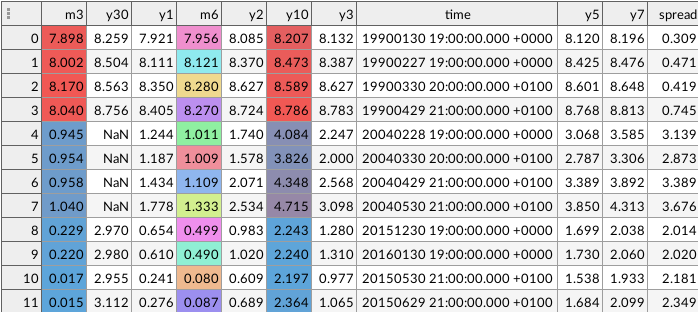 m3 y30 y1 m6 y2 y10 y3 time y5 y7 spread
0 7.898 8.259 7.921 7.956 8.085 8.207 8.132 19900130 19:00:00.000 +0000 8.120 8.196 0.309
1 8.002 8.504 8.111 8.121 8.370 8.473 8.387 19900227 19:00:00.000 +0000 8.425 8.476 0.471
2 8.170 8.563 8.350 8.280 8.627 8.589 8.627 19900330 20:00:00.000 +0100 8.601 8.648 0.419
3 8.040 8.756 8.405 8.270 8.724 8.786 8.783 19900429 21:00:00.000 +0100 8.768 8.813 0.745
4 0.945 NaN 1.244 1.011 1.740 4.084 2.247 20040228 19:00:00.000 +0000 3.068 3.585 3.139
5 0.954 NaN 1.187 1.009 1.578 3.826 2.000 20040330 20:00:00.000 +0100 2.787 3.306 2.873
6 0.958 NaN 1.434 1.109 2.071 4.348 2.568 20040429 21:00:00.000 +0100 3.389 3.892 3.389
7 1.040 NaN 1.778 1.333 2.534 4.715 3.098 20040530 21:00:00.000 +0100 3.850 4.313 3.676
8 0.229 2.970 0.654 0.499 0.983 2.243 1.280 20151230 19:00:00.000 +0000 1.699 2.038 2.014
9 0.220 2.980 0.610 0.490 1.020 2.240 1.310 20160130 19:00:00.000 +0000 1.730 2.060 2.020
10 0.017 2.955 0.241 0.080 0.609 2.197 0.977 20150530 21:00:00.000 +0100 1.538 1.933 2.181
11 0.015 3.112 0.276 0.087 0.689 2.364 1.065 20150629 21:00:00.000 +0100 1.684 2.099 2.349